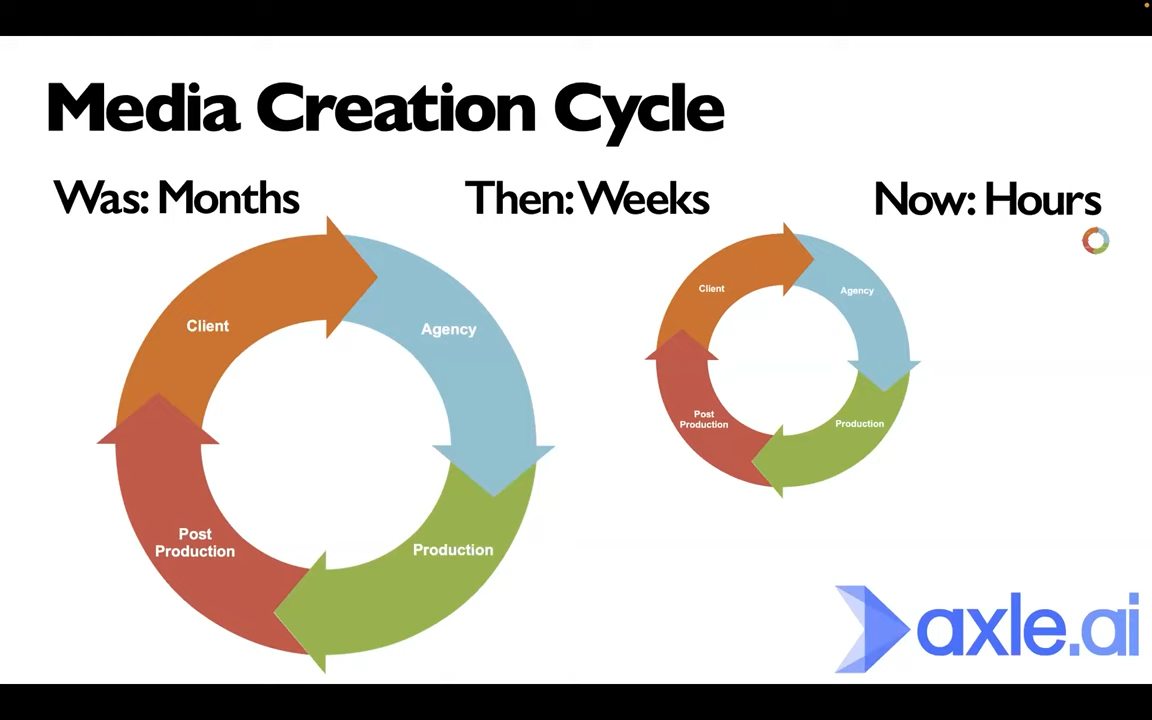 Media Creation Cycle
Was: Months
Then: Weeks
Now: Hours
Client
Agency
Production
Post
Production
Client
Agency
Production
Post
Production
axle.ai